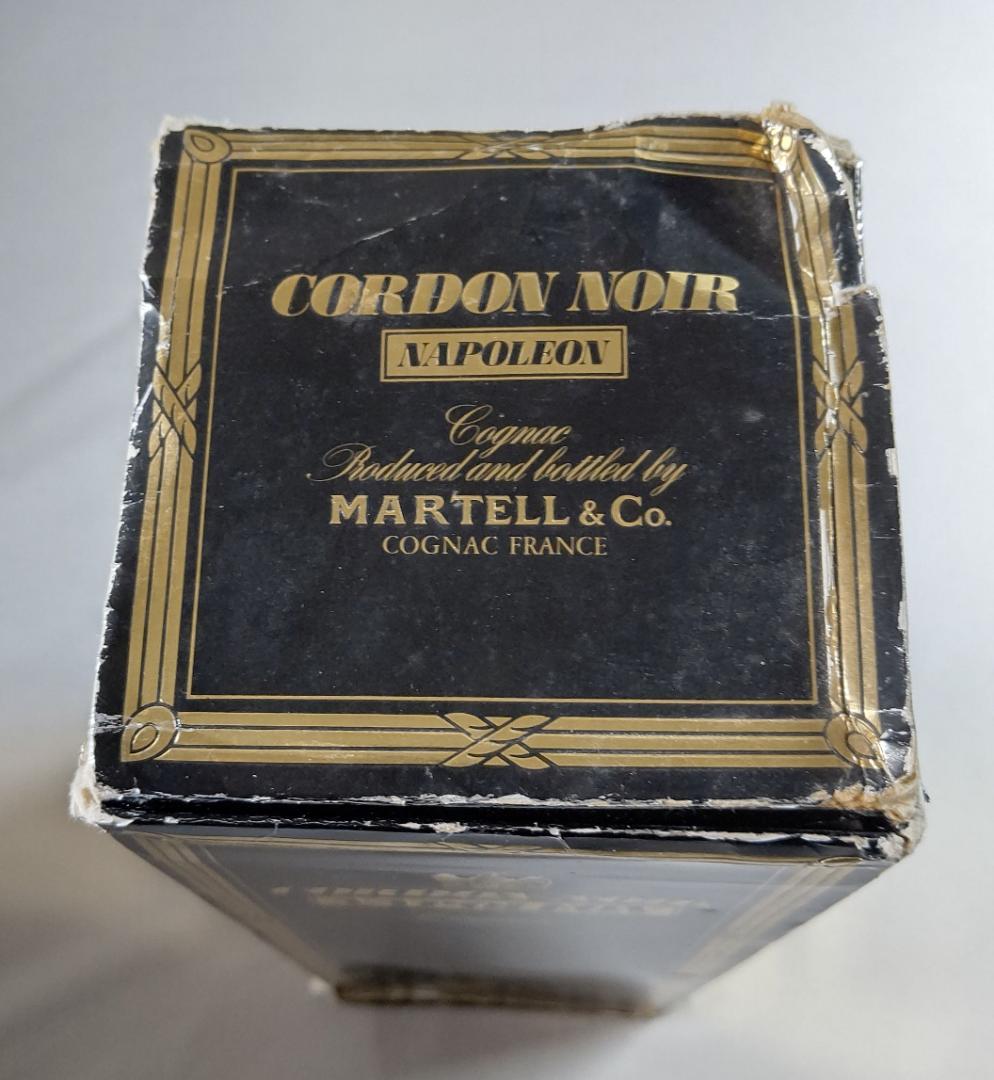 CORDON NOIR
NAPOLEON
Cognac
Produced and bottled by
MARTELL & Co.
COGNAC FRANCE